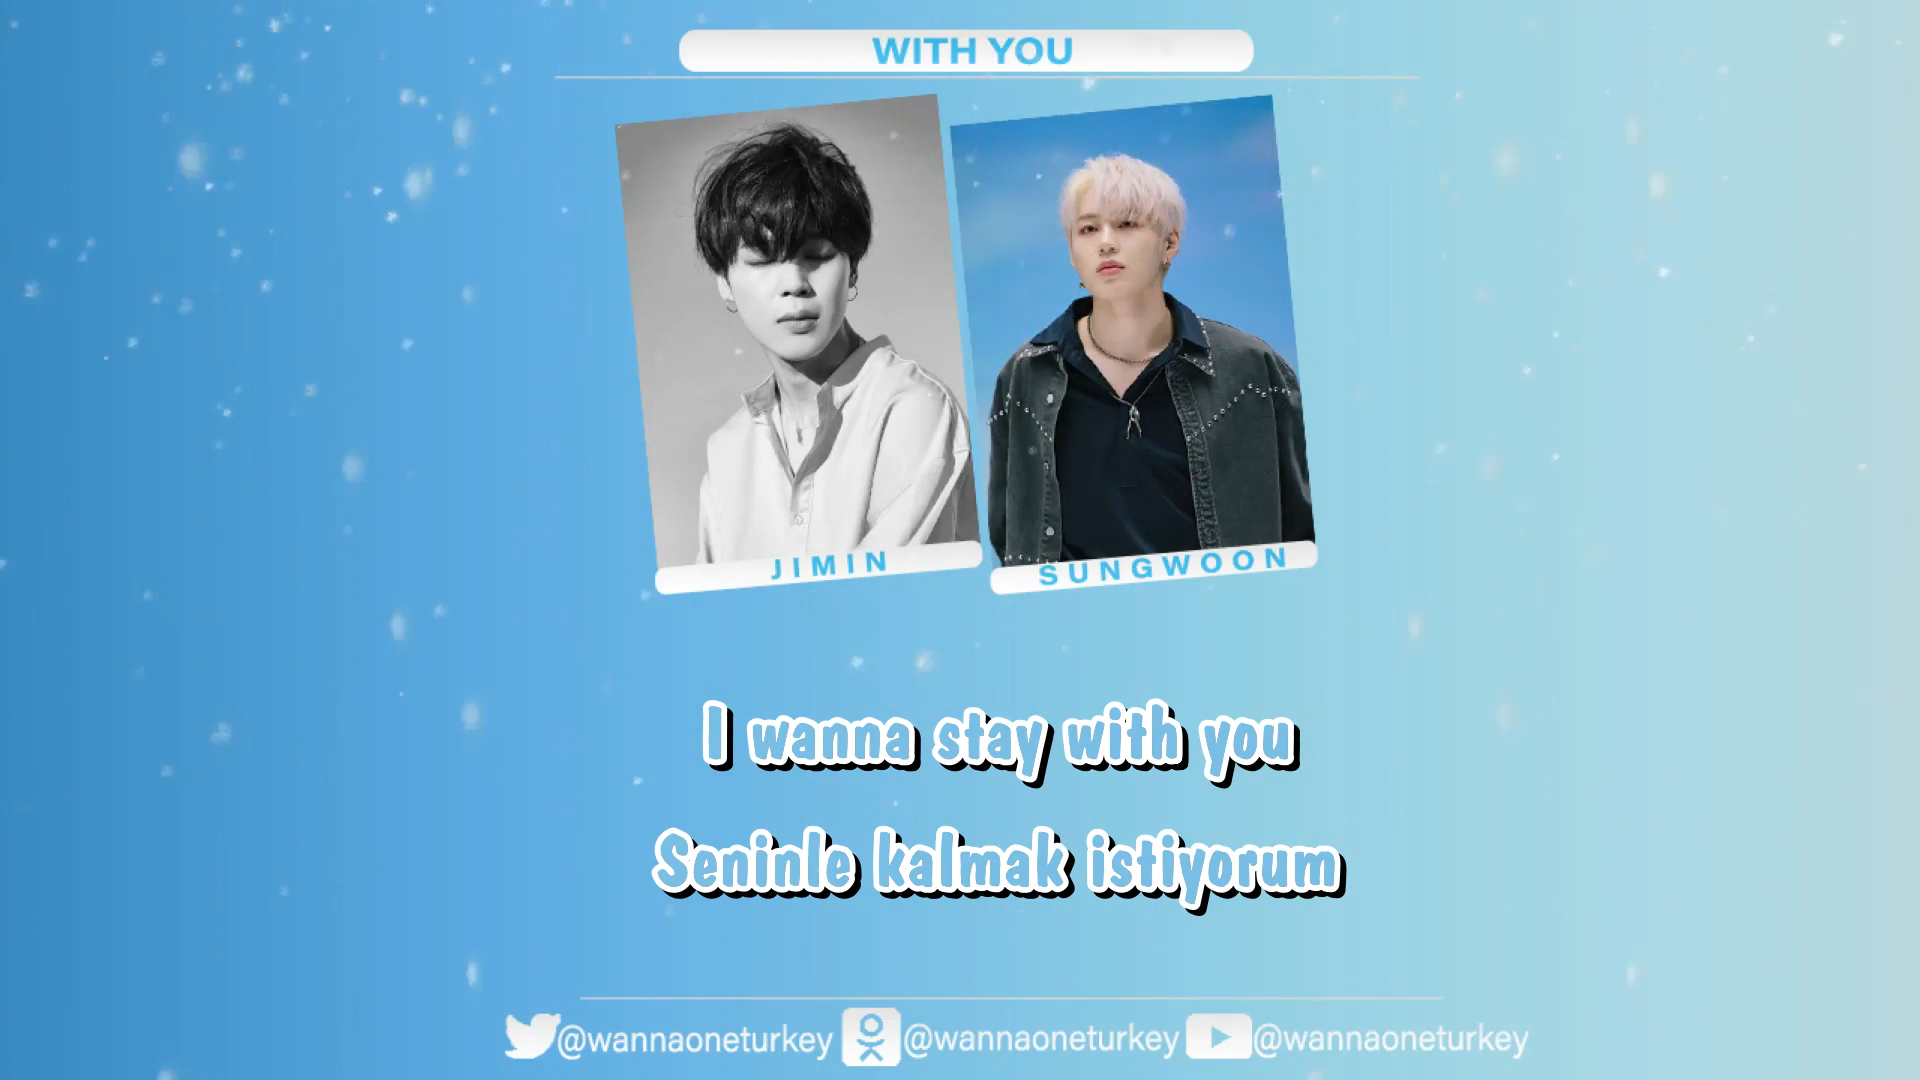 WITH YOU
JIMIN
SUNGWOON
I wanna stay with you
Seninle kalmak istiyorum
@wannaoneturkey @wannaoneturkey @wannaoneturkey